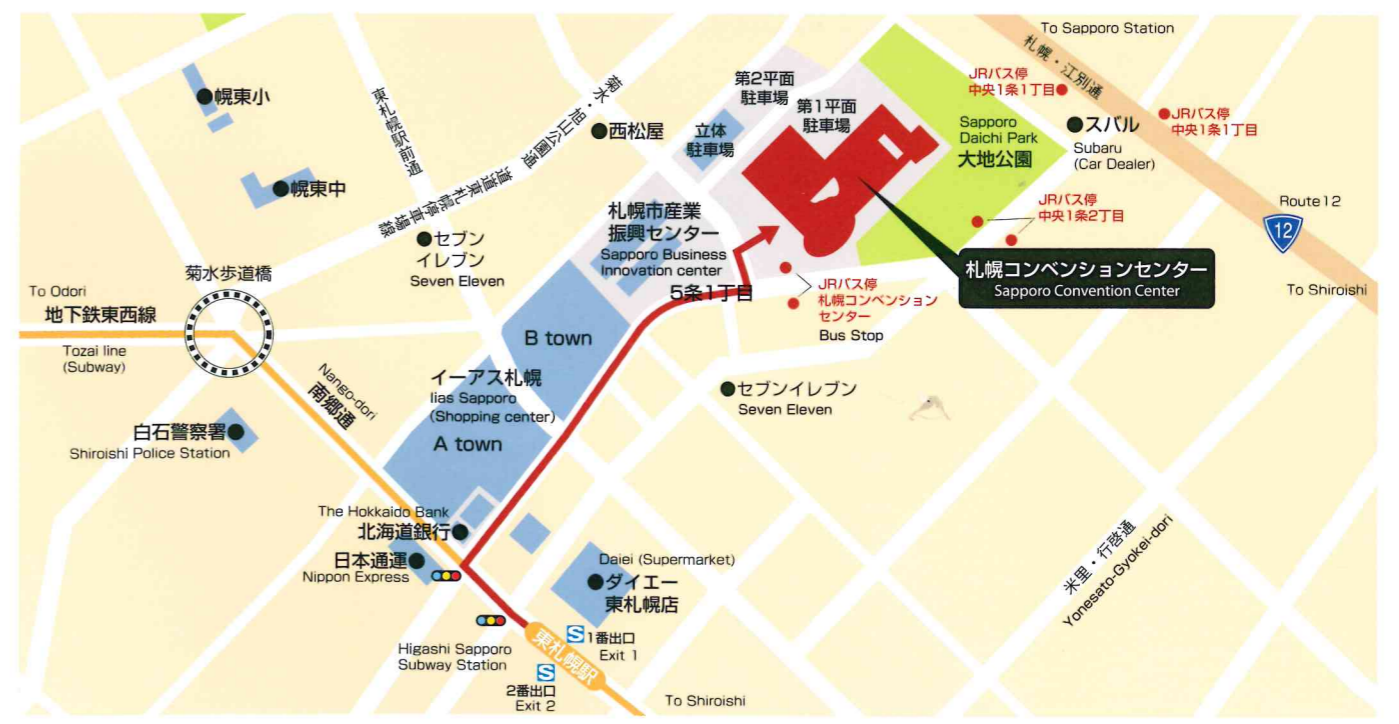 To Sapporo Station
札幌・江別通
JRバス停
中央1条1丁目
JRバス停
中央1条1丁目
スバル
Subaru
(Car Dealer)
Sapporo
Daichi Park
大地公園
第2平面
駐車場
第1平面
駐車場
立体
駐車場
西松屋
菊水・旭山公園通
道道東札幌停車場線
東札幌駅前通
幌東小
幌東中
JRバス停
中央1条2丁目
Route12
12
To Shiroishi
札幌コンベンションセンター
Sapporo Convention Center
札幌市産業
振興センター
Sapporo Business
Innovation center
セブン
イレブン
Seven Eleven
5条1丁目
JRバス停
札幌コンベンション
センター
Bus Stop
菊水歩道橋
To Odori
地下鉄東西線
Tozai line
(Subway)
Nango-dori
南郷通
B town
イーアス札幌
Iias Sapporo
(Shopping center)
A town
セブンイレブン
Seven Eleven
白石警察署
Shiroishi Police Station
The Hokkaido Bank
北海道銀行
日本通運
Nippon Express
Daiei (Supermarket)
ダイエー
東札幌店
米里・行啓通
Yonesato-Gyokei-dori
Higashi Sapporo
Subway Station
東札幌駅
S 1番出口
Exit 1
S
2番出口
Exit 2
To Shiroishi